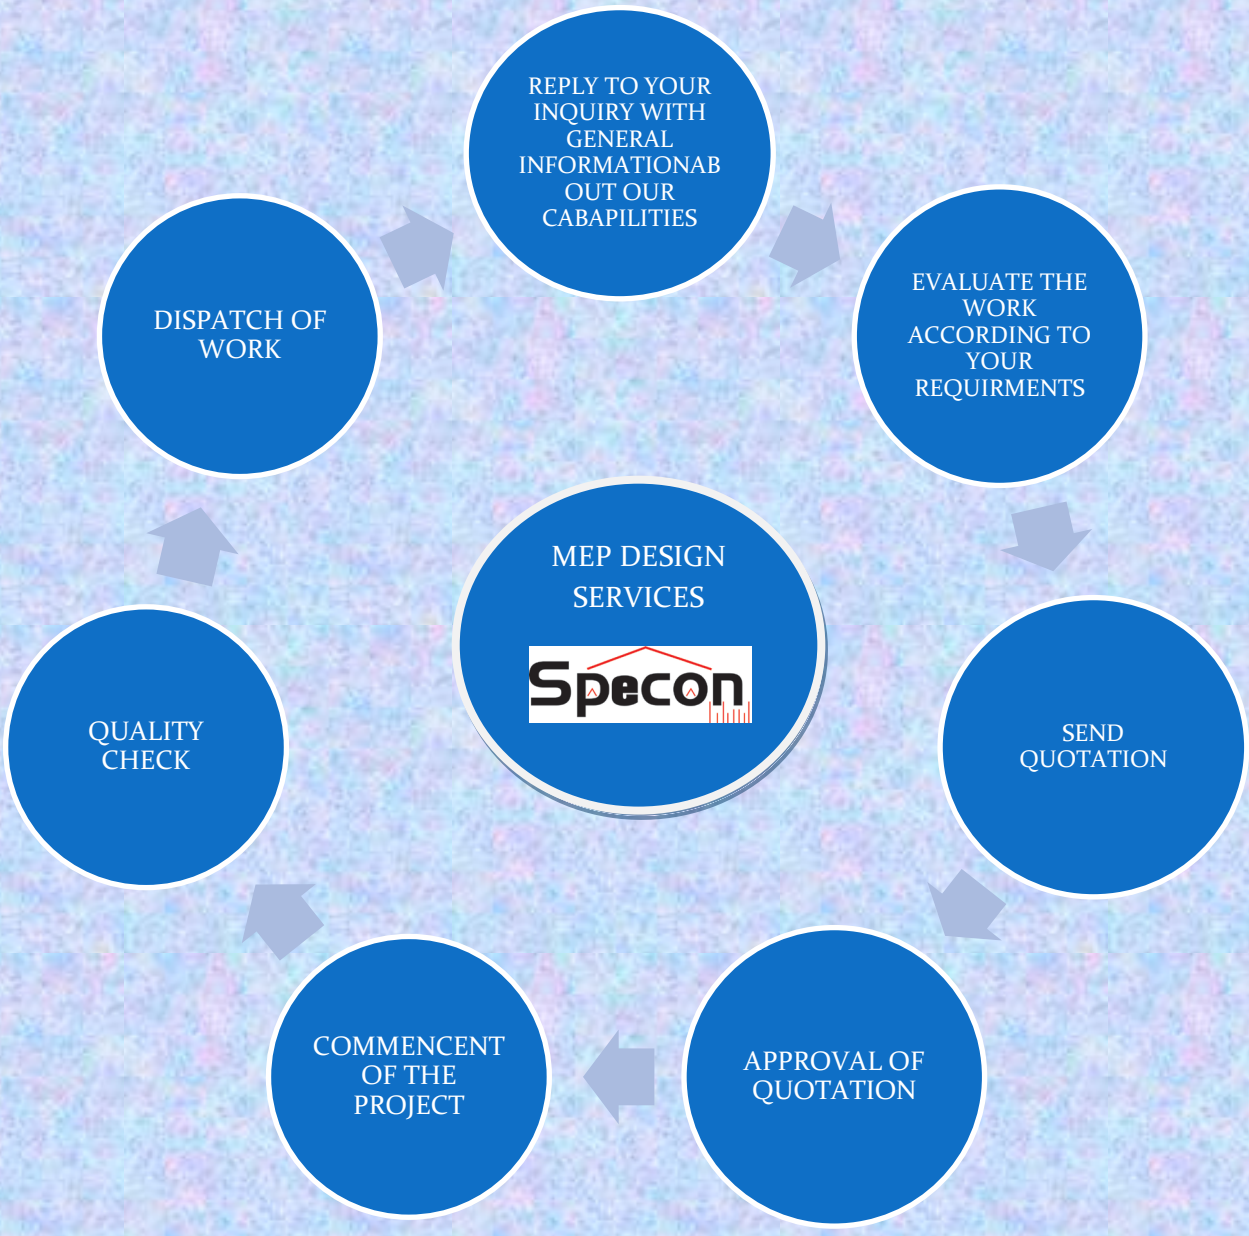 REPLY TO YOUR
INQUIRY WITH
GENERAL
INFORMATIONAB
OUT OUR
CABAPILITIES
EVALUATE THE
WORK
ACCORDING TO
YOUR
REQUIRMENTS
SEND
QUOTATION
APPROVAL OF
QUOTATION
COMMENCENT
OF THE
PROJECT
QUALITY
CHECK
DISPATCH OF
WORK
MEP DESIGN
SERVICES
Specon